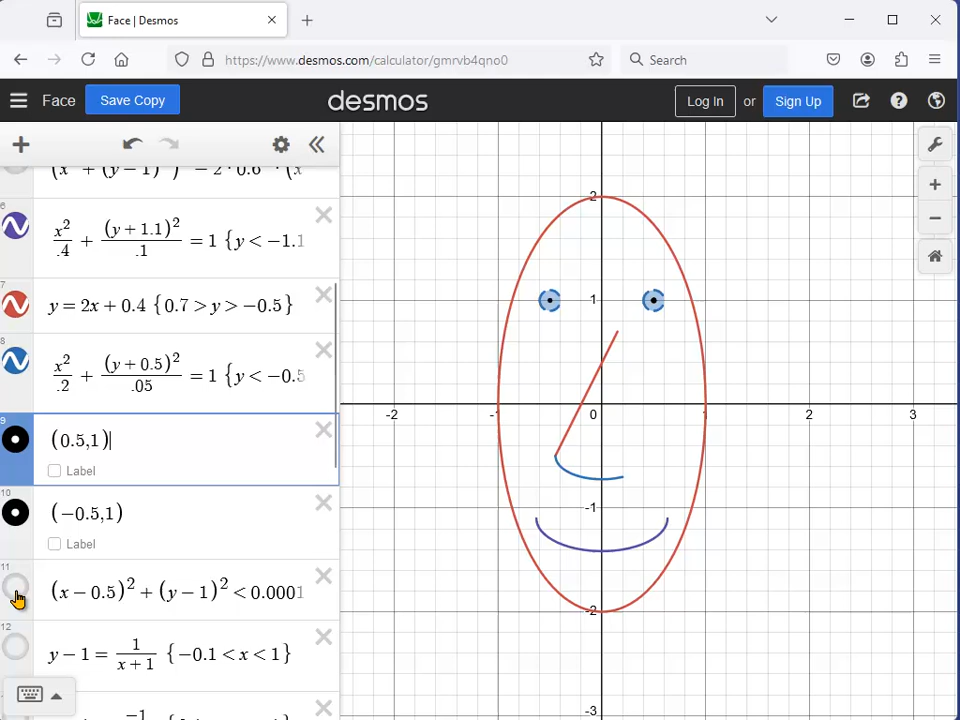 Face | Desmos
https://www.desmos.com/calculator/gmrvb4qno0
Search
Face
Save Copy
desmos
Log In or Sign Up
6
x²/.4 + (y+1.1)²/.1 = 1 {y<−1.1
7
y=2x+0.4 {0.7>y>−0.5}
8
x²/.2 + (y+0.5)²/.05 = 1 {y<−0.5
9
(0.5,1)
Label
10
(−0.5,1)
Label
11
(x−0.5)²+(y−1)²<0.0001
12
y−1= 1/(x+1) {−0.1<x<1}
2
1
-2
-1
0
1
2
3
-1
-2
-3